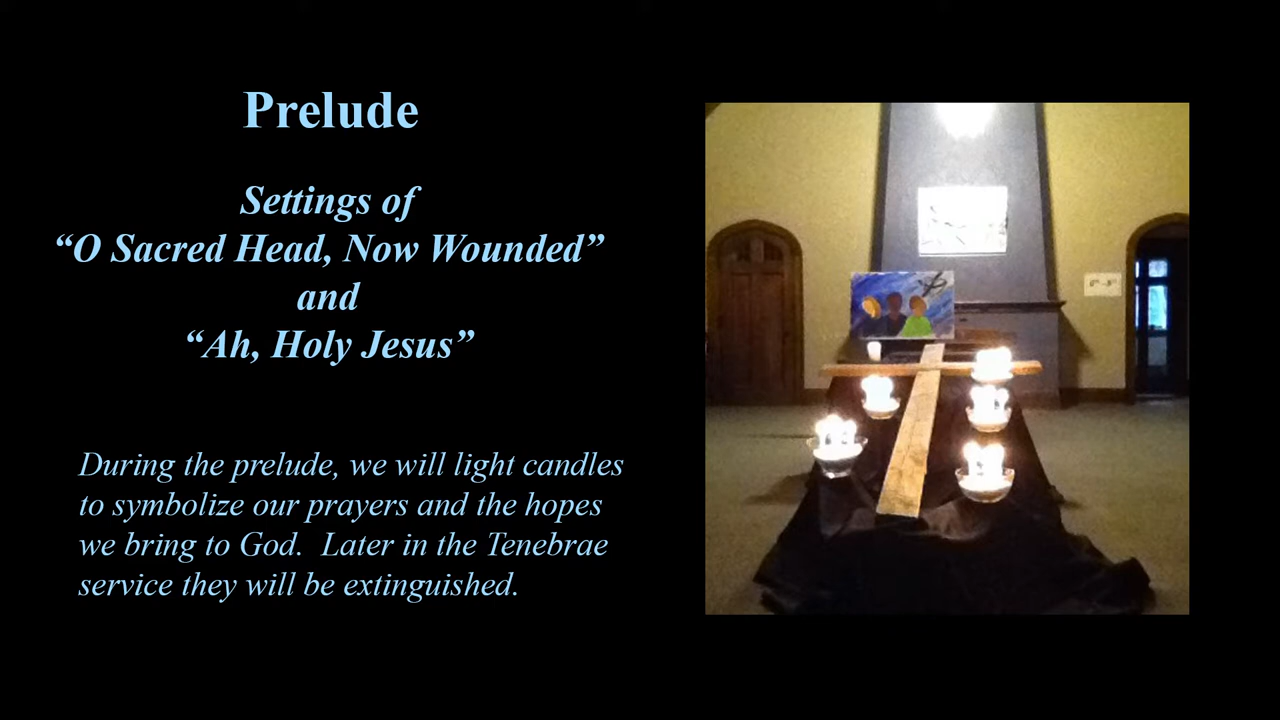 Prelude
Settings of
“O Sacred Head, Now Wounded”
and
“Ah, Holy Jesus”
During the prelude, we will light candles
to symbolize our prayers and the hopes
we bring to God.  Later in the Tenebrae
service they will be extinguished.